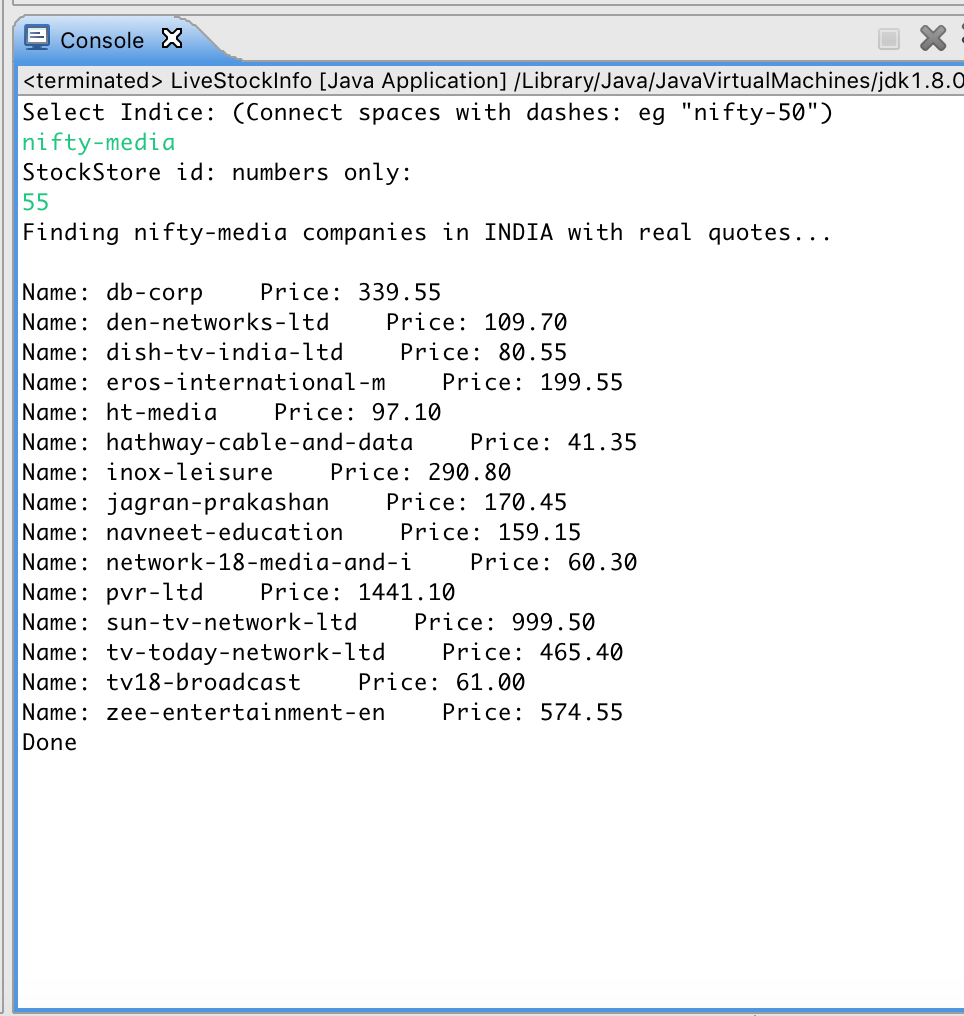 Console
<terminated> LiveStockInfo [Java Application] /Library/Java/JavaVirtualMachines/jdk1.8.0
Select Indice: (Connect spaces with dashes: eg "nifty-50")
nifty-media
StockStore id: numbers only:
55
Finding nifty-media companies in INDIA with real quotes...
Name: db-corp    Price: 339.55
Name: den-networks-ltd    Price: 109.70
Name: dish-tv-india-ltd    Price: 80.55
Name: eros-international-m    Price: 199.55
Name: ht-media    Price: 97.10
Name: hathway-cable-and-data    Price: 41.35
Name: inox-leisure    Price: 290.80
Name: jagran-prakashan    Price: 170.45
Name: navneet-education    Price: 159.15
Name: network-18-media-and-i    Price: 60.30
Name: pvr-ltd    Price: 1441.10
Name: sun-tv-network-ltd    Price: 999.50
Name: tv-today-network-ltd    Price: 465.40
Name: tv18-broadcast    Price: 61.00
Name: zee-entertainment-en    Price: 574.55
Done